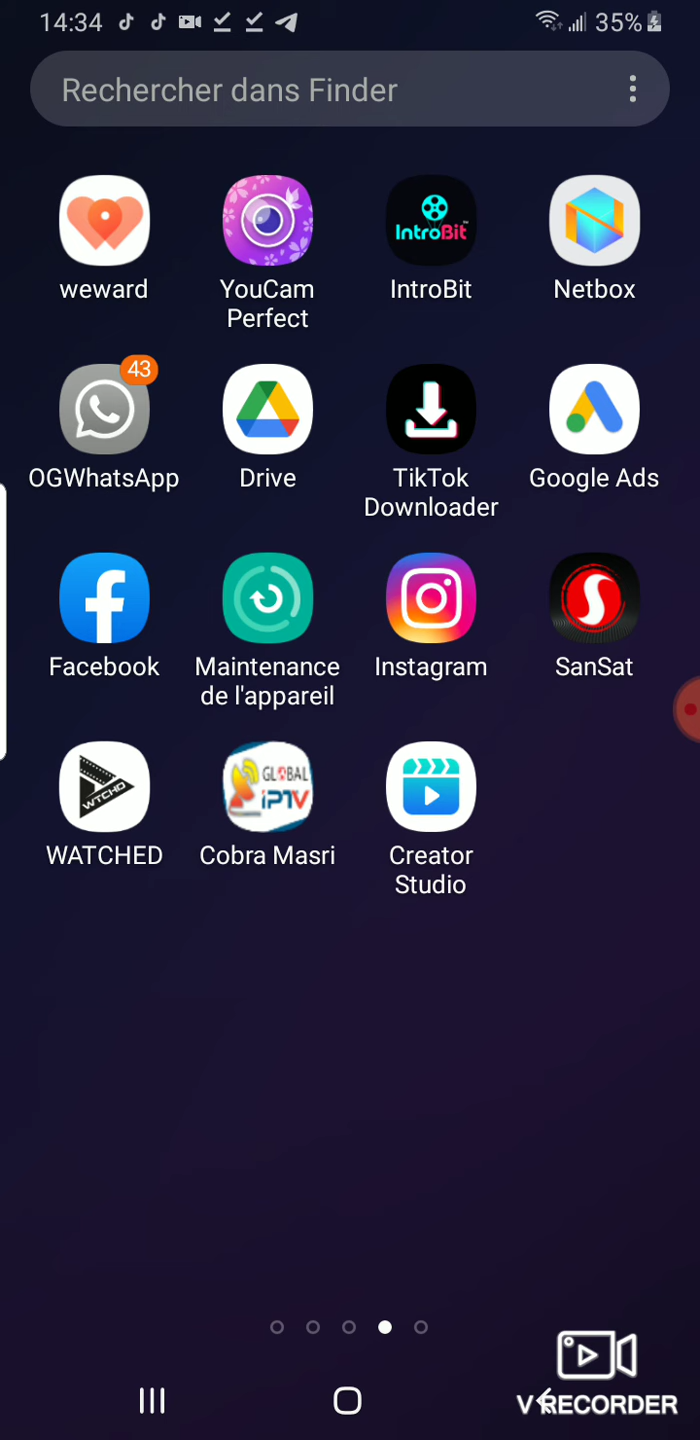 14:34 35%
Rechercher dans Finder
IntroBit
weward YouCam Perfect IntroBit Netbox
43
OGWhatsApp Drive TikTok Downloader Google Ads
Facebook Maintenance de l'appareil Instagram SanSat
WTCHD GLOBAL
IPTV
WATCHED Cobra Masri Creator Studio
V RECORDER